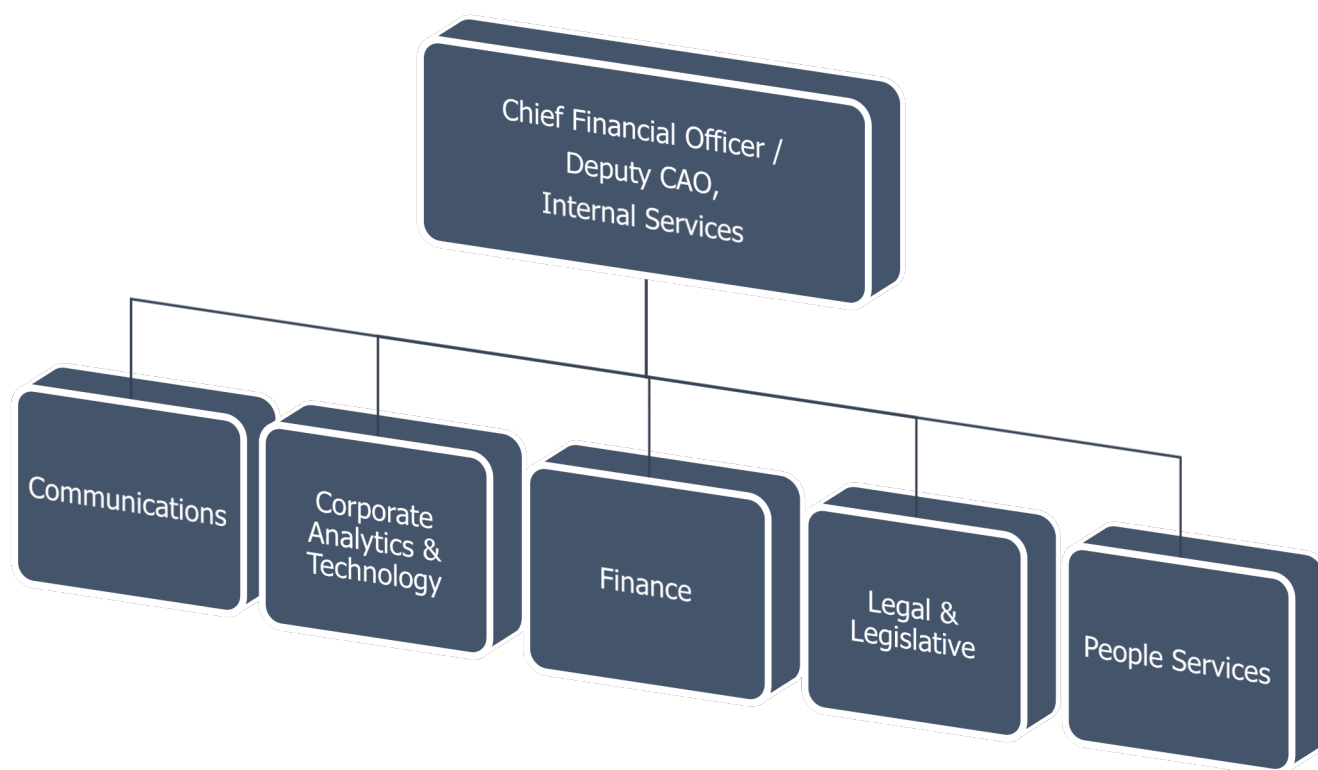 Chief Financial Officer /
Deputy CAO,
Internal Services
Communications
Corporate
Analytics &
Technology
Finance
Legal &
Legislative
People Services